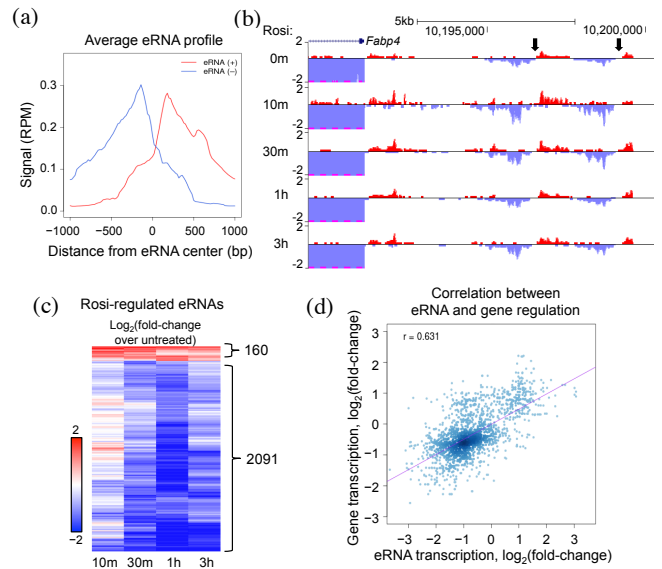 (a)
Average eRNA profile
eRNA (+)
eRNA (−)
Signal (RPM)
0.3
0.2
0.1
0.0
−1000
−500
0
500
1000
Distance from eRNA center (bp)
(b)
Rosi:
5kb
10,195,000
10,200,000
2
Fabp4
0m
−2
2
10m
−2
2
30m
−2
2
1h
−2
2
3h
−2
(c)
Rosi-regulated eRNAs
Log2(fold-change
over untreated)
160
2091
2
−2
10m 30m 1h 3h
(d)
Correlation between
eRNA and gene regulation
r = 0.631
Gene transcription, log2(fold-change)
3
2
1
0
−1
−2
−3
−3 −2 −1 0 1 2 3
eRNA transcription, log2(fold-change)